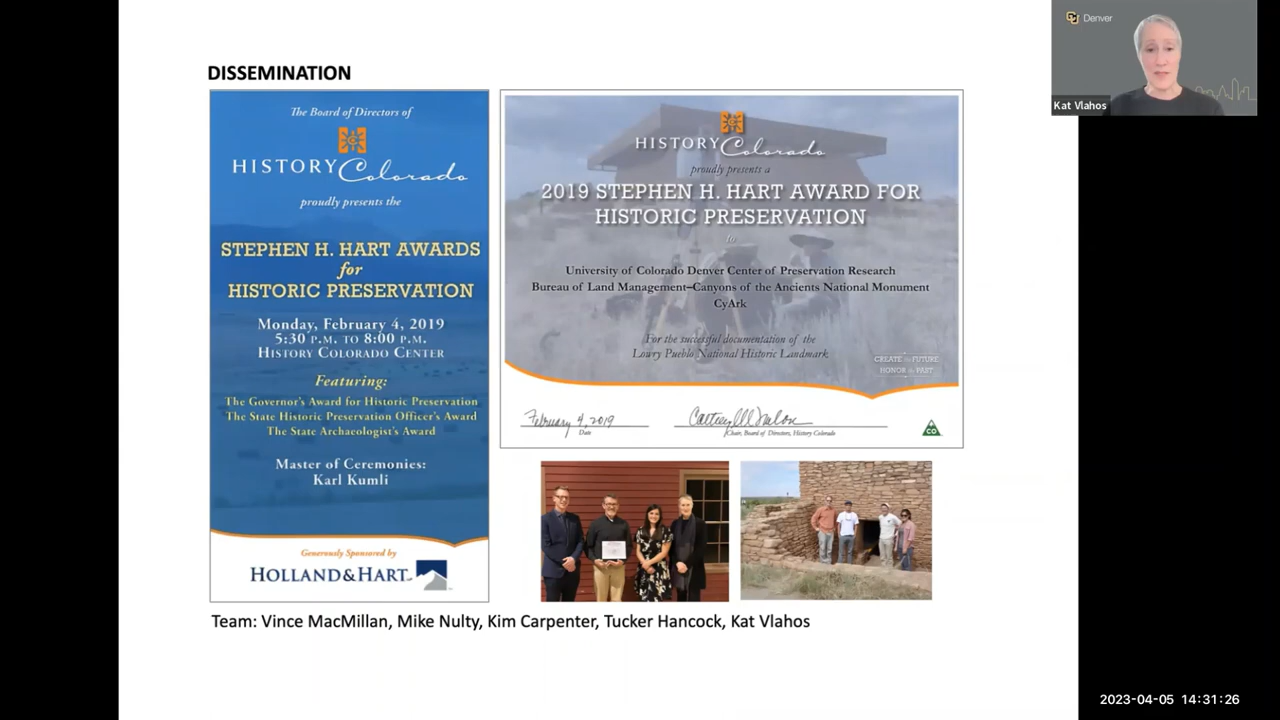 DISSEMINATION
The Board of Directors of
HISTORY Colorado
proudly presents the
STEPHEN H. HART AWARDS
for
HISTORIC PRESERVATION
Monday, February 4, 2019
5:30 P.M. TO 8:00 P.M.
HISTORY COLORADO CENTER
Featuring:
The Governor's Award for Historic Preservation
The State Historic Preservation Officer's Award
The State Archaeologist's Award
Master of Ceremonies:
Karl Kumli
Generously Sponsored by
HOLLAND&HART
HISTORY Colorado
proudly presents a
2019 STEPHEN H. HART AWARD FOR
HISTORIC PRESERVATION
to
University of Colorado Denver Center of Preservation Research
Bureau of Land Management–Canyons of the Ancients National Monument
CyArk
For the successful documentation of the
Lowry Pueblo National Historic Landmark
CREATE the FUTURE
HONOR the PAST
February 4, 2019
Date
Chair, Board of Directors, History Colorado
CO
Team: Vince MacMillan, Mike Nulty, Kim Carpenter, Tucker Hancock, Kat Vlahos
Denver
Kat Vlahos
2023-04-05 14:31:26